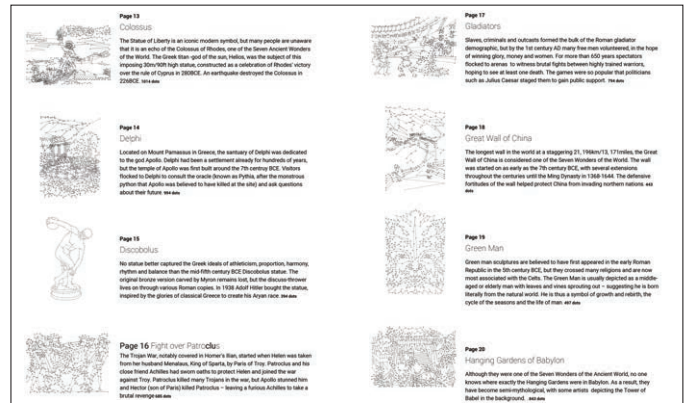 Page 13
Colossus
The Statue of Liberty is an iconic modern symbol, but many people are unaware
that it is an echo of the Colossus of Rhodes, one of the Seven Ancient Wonders
of the World. The Greek titan-god of the sun, Helios, was the subject of this
imposing 30m/90ft high statue, constructed as a celebration of Rhodes' victory
over the rule of Cyprus in 280BCE. An earthquake destroyed the Colossus in
226BCE. 1014 dots
Page 14
Delphi
Located on Mount Parnassus in Greece, the santuary of Delphi was dedicated
to the god Apollo. Delphi had been a settlement already for hundreds of years,
but the temple of Apollo was first built around the 7th centruy BCE. Visitors
flocked to Delphi to consult the oracle (known as Pythia, after the monstrous
python that Apollo was believed to have killed at the site) and ask questions
about their future. 954 dots
Page 15
Discobolus
No statue better captured the Greek ideals of athleticism, proportion, harmony,
rhythm and balance than the mid-fifth century BCE Discobolus statue. The
original bronze version carved by Myron remains lost, but the discuss-thrower
lives on through various Roman copies. In 1938 Adolf Hitler bought the statue,
inspired by the glories of classical Greece to create his Aryan race. 394 dots
Page 16 Fight over Patroclus
The Trojan War, notably covered in Homer's Ilian, started when Helen was taken
from her husband Menalaus, King of Sparta, by Paris of Troy. Patroclus and his
close friend Achilles had sworn oaths to protect Helen and joined the war
against Troy. Patroclus killed many Trojans in the war, but Apollo stunned him
and Hector (son of Paris) killed Patroclus – leaving a furious Achilles to take a
brutal revenge dots
Page 17
Gladiators
Slaves, criminals and outcasts formed the bulk of the Roman gladiator
demographic, but by the 1st century AD many free men volunteered, in the hope
of winning glory, money and women. For more than 650 years spectators
flocked to arenas to witness brutal fights between highly trained warriors,
hoping to see at least one death. The games were so popular that politicians
such as Julius Caesar staged them to gain public support. 794 dots
Page 18
Great Wall of China
The longest wall in the world at a staggering 21, 196km/13, 171miles, the Great
Wall of China is considered one of the Seven Wonders of the World. The wall
was started on as early as the 7th century BCE, with several extensions
throughout the centuries until the Ming Dynasty in 1368-1644. The defensive
fortitudes of the wall helped protect China from invading northern nations. 443
dots
Page 19
Green Man
Green man sculptures are believed to have first appeared in the early Roman
Republic in the 5th century BCE, but they crossed many religions and are now
most associated with the Celts. The Green Man is usually depicted as a middle-
aged or elderly man with leaves and vines sprouting out – suggesting he is born
literally from the natural world. He is thus a symbol of growth and rebirth, the
cycle of the seasons and the life of man. 497 dots
Page 20
Hanging Gardens of Babylon
Although they were one of the Seven Wonders of the Ancient World, no one
knows where exactly the Hanging Gardens were in Babylon. As a result, they
have become semi-mythological, with some artists depicting the Tower of
Babel in the background. dots